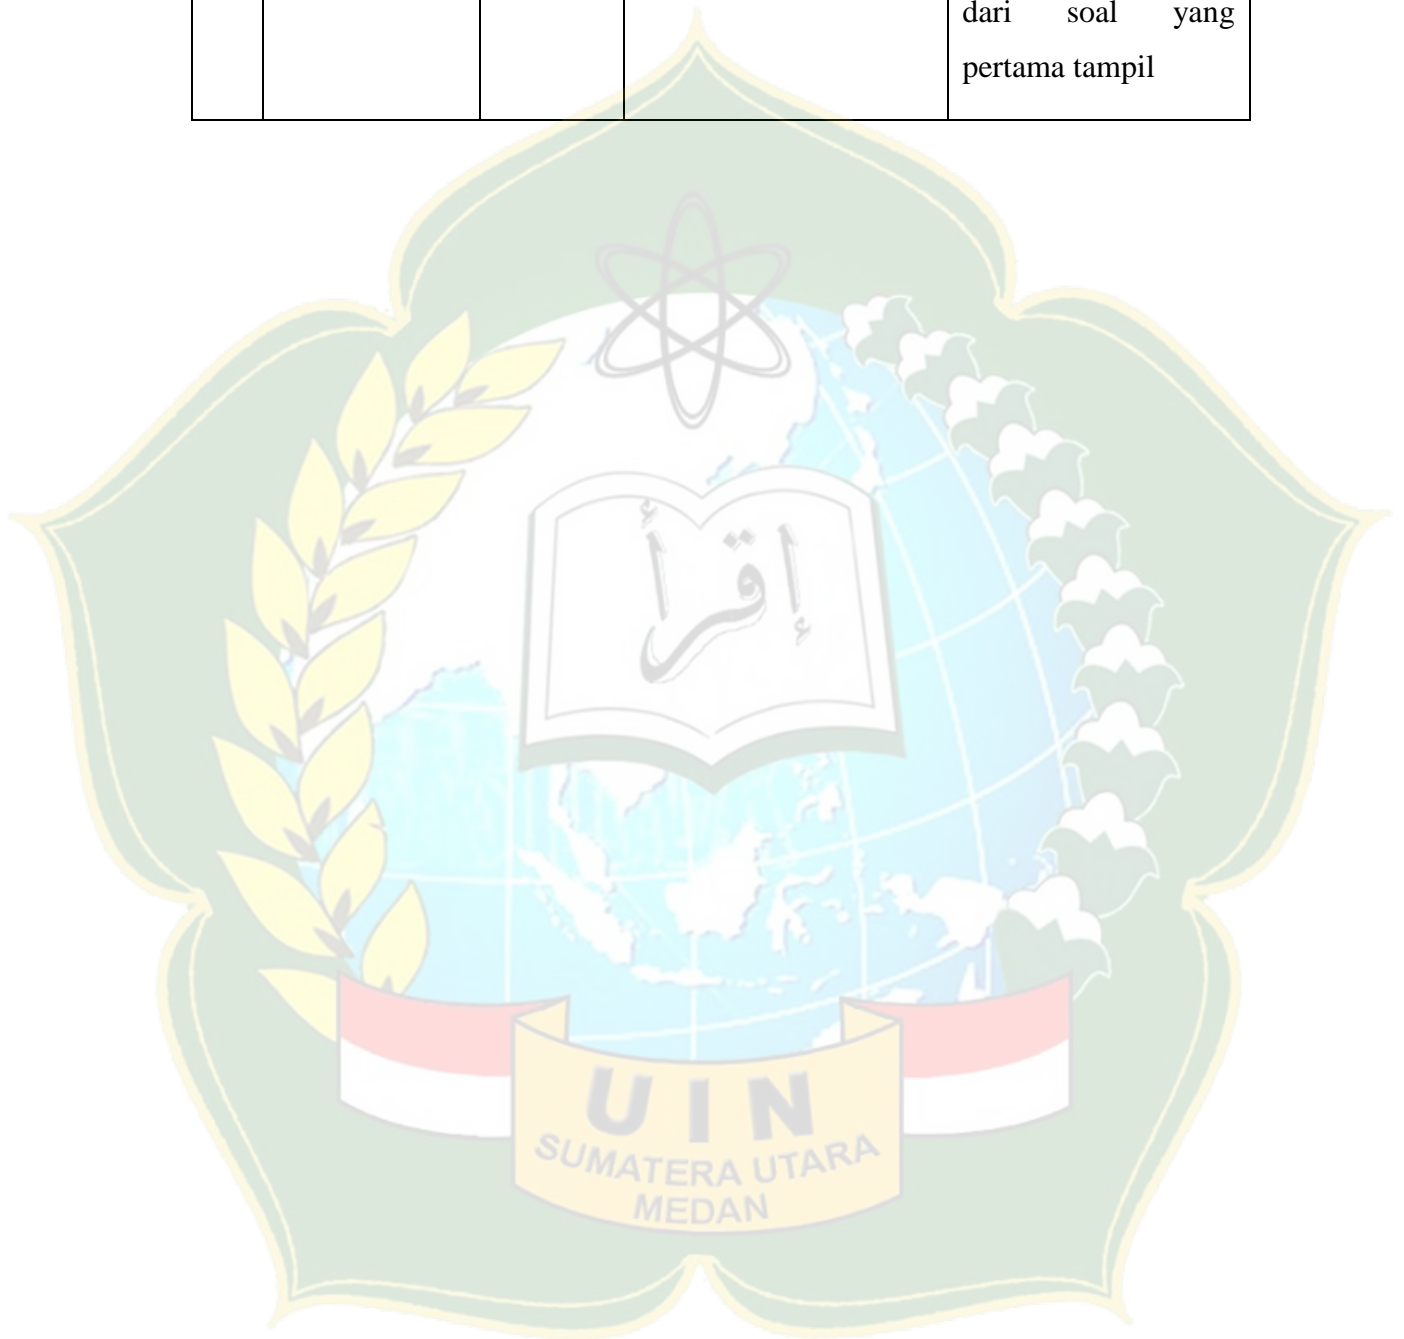 dari soal yang
pertama tampil
إقرأ
UIN
SUMATERA UTARA
MEDAN